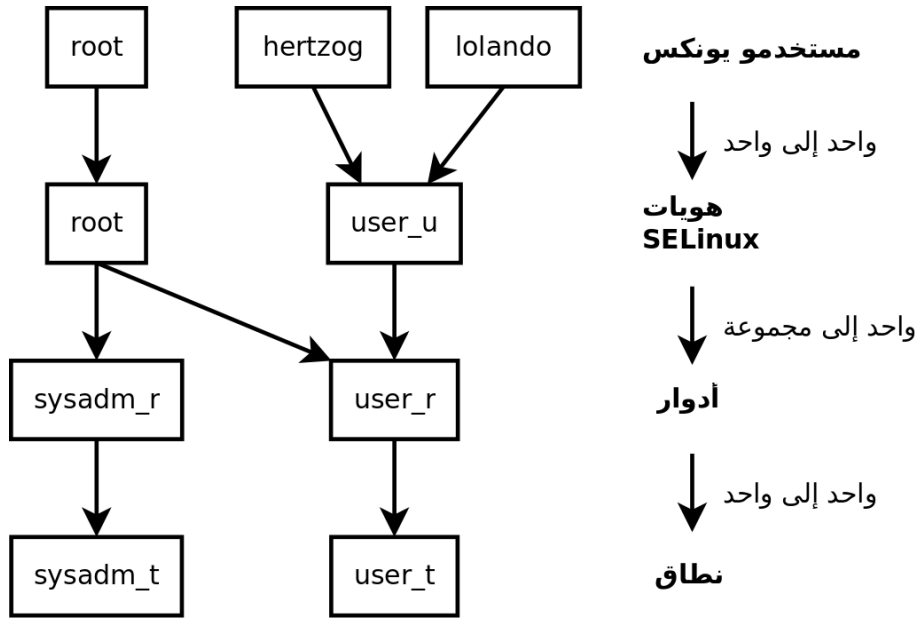 root
hertzog
lolando
مستخدمو يونكس
واحد إلى واحد
root
user_u
هويات
SELinux
واحد إلى مجموعة
sysadm_r
user_r
أدوار
واحد إلى واحد
sysadm_t
user_t
نطاق